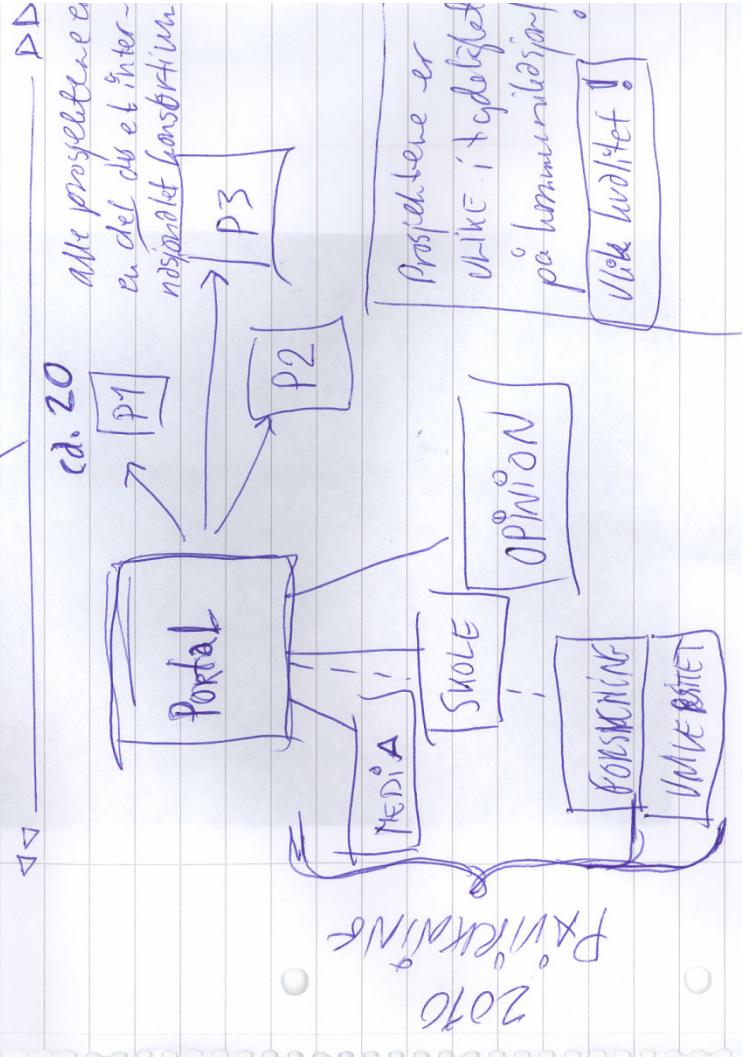 ca. 20
alle prosjektene er
en del av et inter-
nasjonalt konsortium
P1
P3
P2
Portal
Prosjektene er
ULIKE i tydelighet
på kommunikasjon!
Ulik kvalitet!
MEDIA
SKOLE
OPINION
FORSKNING
UNIVERSITET
PÅVIRKNING
2010